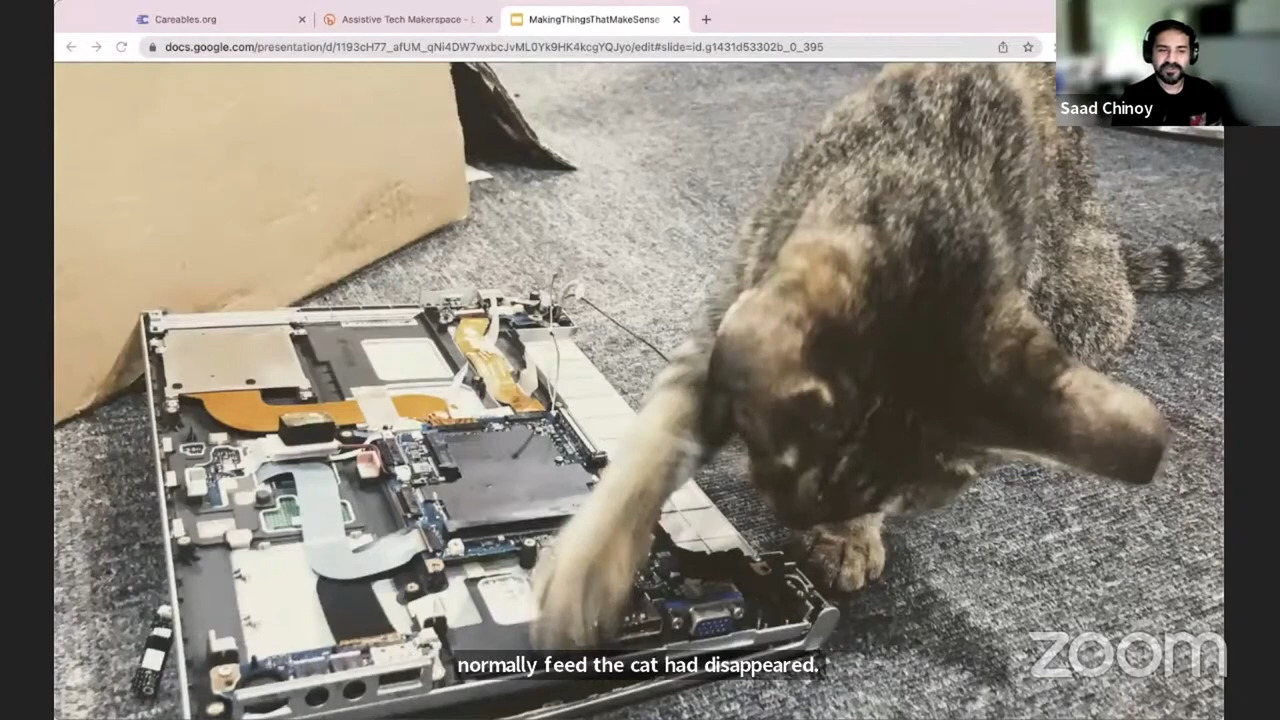 Careables.org
Assistive Tech Makerspace - L
MakingThingsThatMakeSense
docs.google.com/presentation/d/1193cH77_afUM_qNi4DW7wxbcJvML0Yk9HK4kcgYQJyo/edit#slide=id.g1431d53302b_0_395
Saad Chinoy
normally feed the cat had disappeared.
zoom